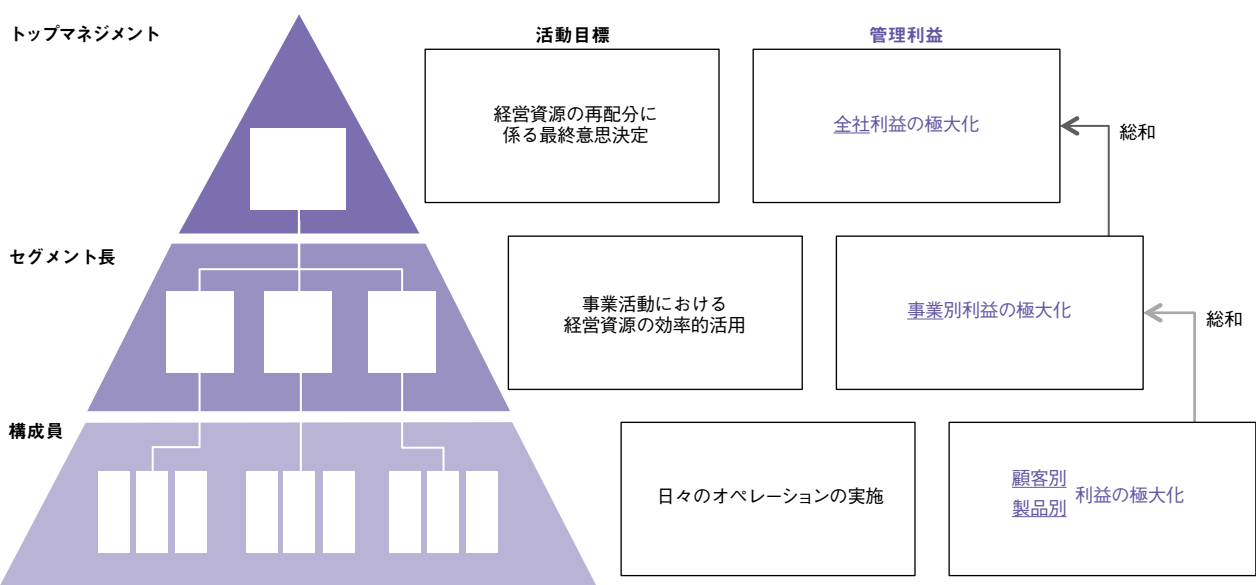 トップマネジメント
活動目標
管理利益
経営資源の再配分に
係る最終意思決定
全社利益の極大化
総和
セグメント長
事業活動における
経営資源の効率的活用
事業別利益の極大化
総和
構成員
日々のオペレーションの実施
顧客別
製品別
利益の極大化